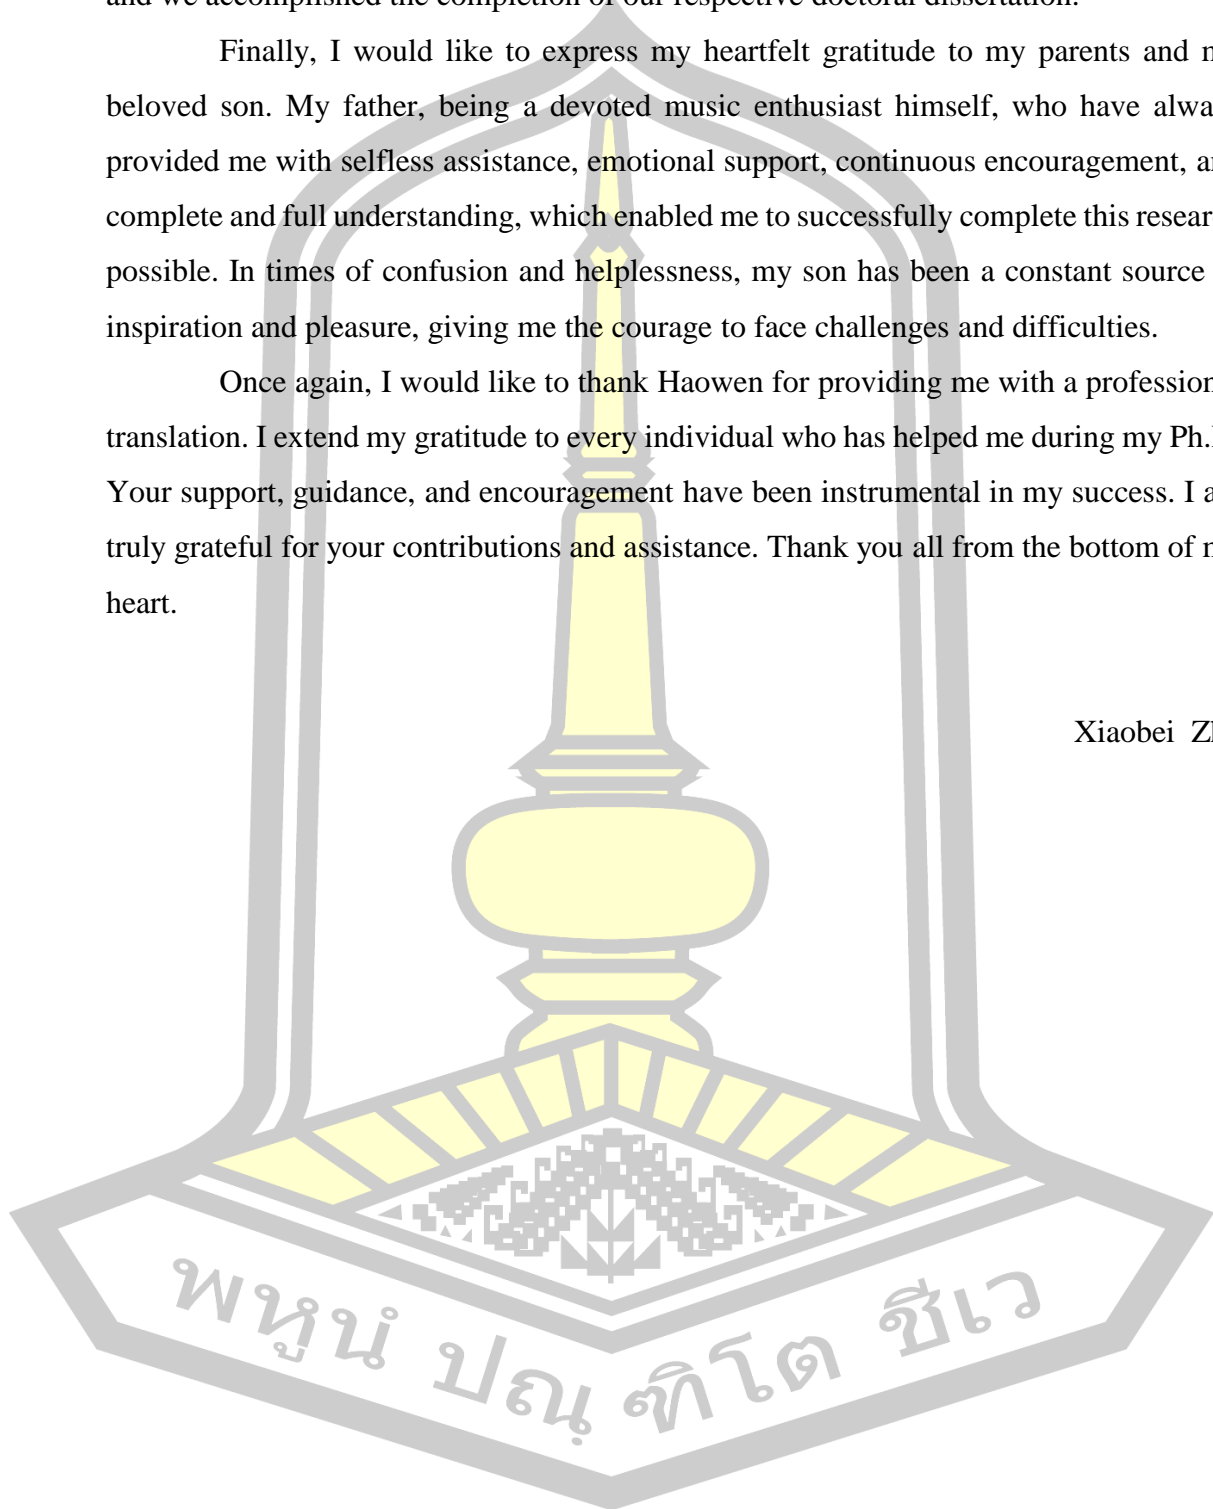 and we accomplished the completion of our respective doctoral dissertation.
Finally, I would like to express my heartfelt gratitude to my parents and
beloved son. My father, being a devoted music enthusiast himself, who have alwa
provided me with selfless assistance, emotional support, continuous encouragement, a
complete and full understanding, which enabled me to successfully complete this resear
possible. In times of confusion and helplessness, my son has been a constant source
inspiration and pleasure, giving me the courage to face challenges and difficulties.
Once again, I would like to thank Haowen for providing me with a profession
translation. I extend my gratitude to every individual who has helped me during my Ph.
Your support, guidance, and encouragement have been instrumental in my success. I a
truly grateful for your contributions and assistance. Thank you all from the bottom of
heart.
Xiaobei Z
พหูนํ ปณฺฑิโต ชีเว